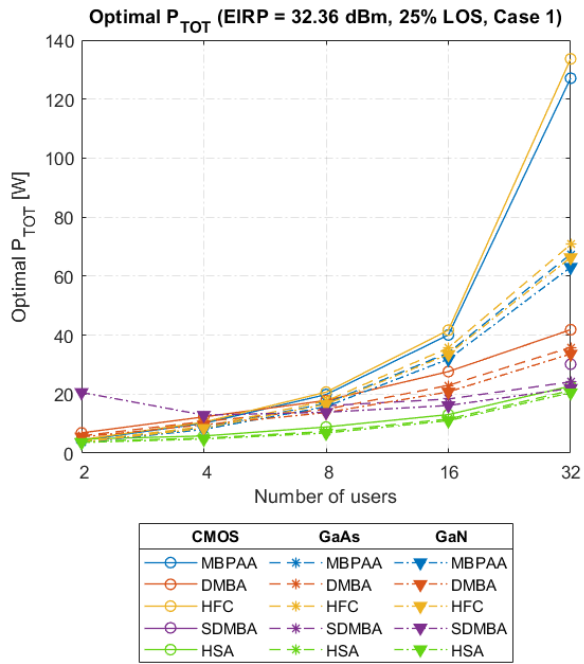 Optimal P_TOT (EIRP = 32.36 dBm, 25% LOS, Case 1)
Optimal P_TOT [W]
140
120
100
80
60
40
20
0
2 4 8 16 32
Number of users
CMOS GaAs GaN
MBPAA MBPAA MBPAA
DMBA DMBA DMBA
HFC HFC HFC
SDMBA SDMBA SDMBA
HSA HSA HSA